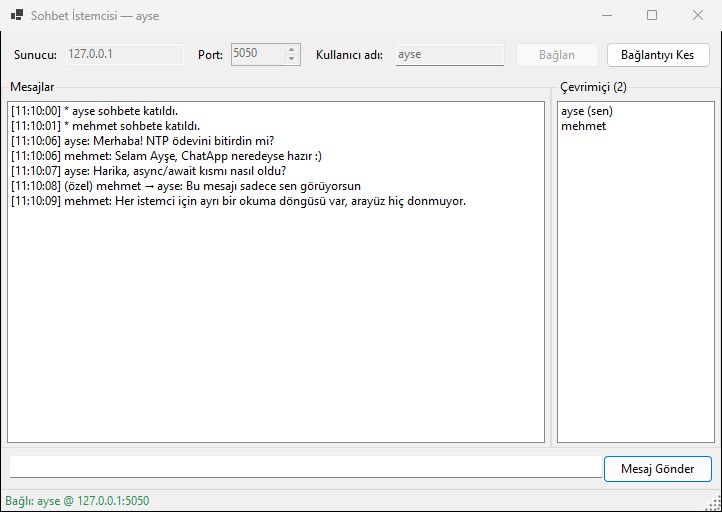 Sohbet İstemcisi — ayse
Sunucu: 127.0.0.1 Port: 5050 Kullanıcı adı: ayse Bağlan Bağlantıyı Kes
Mesajlar
[11:10:00] * ayse sohbete katıldı.
[11:10:01] * mehmet sohbete katıldı.
[11:10:06] ayse: Merhaba! NTP ödevini bitirdin mi?
[11:10:06] mehmet: Selam Ayşe, ChatApp neredeyse hazır :)
[11:10:07] ayse: Harika, async/await kısmı nasıl oldu?
[11:10:08] (özel) mehmet → ayse: Bu mesajı sadece sen görüyorsun
[11:10:09] mehmet: Her istemci için ayrı bir okuma döngüsü var, arayüz hiç donmuyor.
Çevrimiçi (2)
ayse (sen)
mehmet
Mesaj Gönder
Bağlı: ayse @ 127.0.0.1:5050